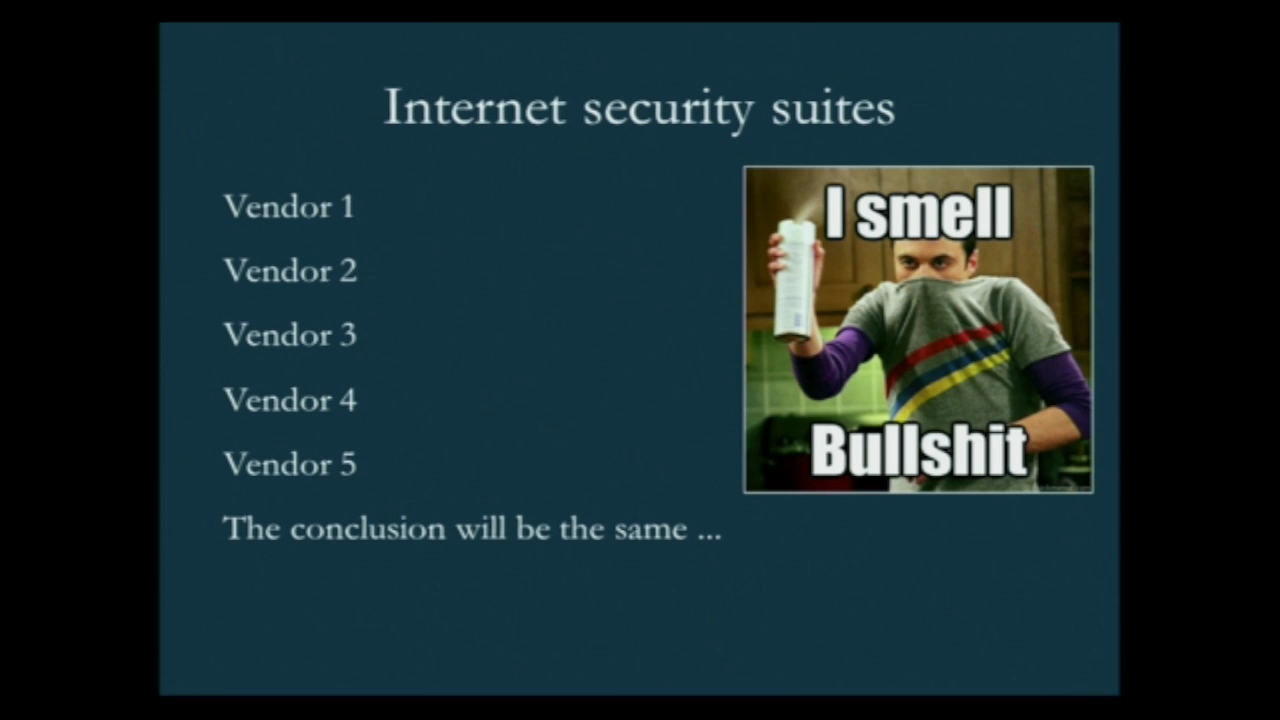 Internet security suites
Vendor 1
Vendor 2
Vendor 3
Vendor 4
Vendor 5
The conclusion will be the same ...
I smell
Bullshit